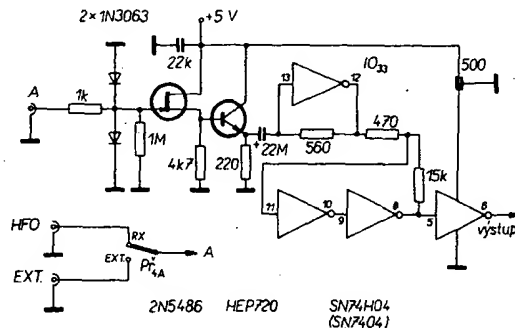 2×1N3063
+5 V
22k
500
A
1k
13
12
IO33
1M
4k7
220
+22M
560
470
15k
11
10
9
8
5
6
výstup
HFO
RX
EXT.
EXT.
Př4A
A
2N5486 HEP720 SN74H04
(SN7404)